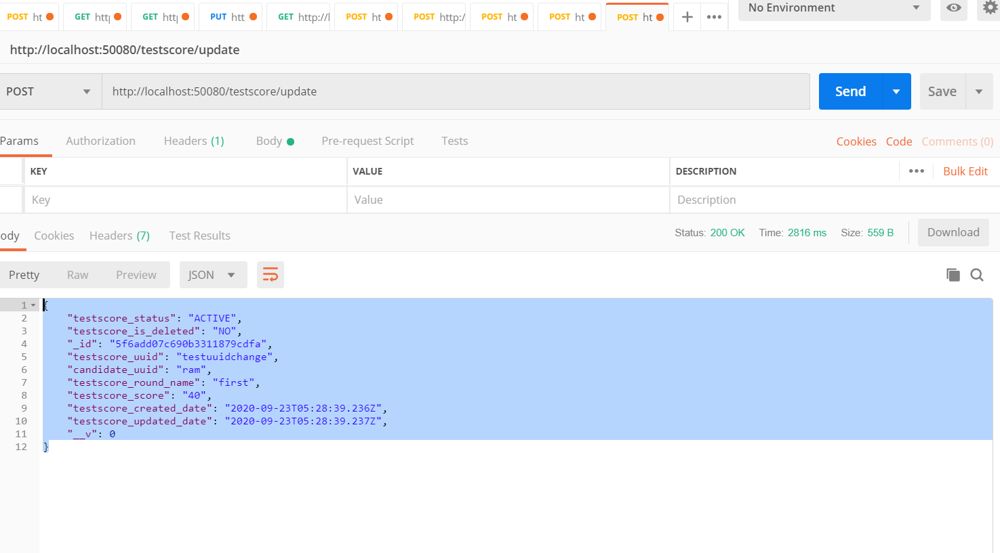 POST ht GET http GET http PUT htt GET http://l POST ht POST http:/ POST ht POST ht POST ht + ••• No Environment
http://localhost:50080/testscore/update
POST http://localhost:50080/testscore/update Send Save
Params Authorization Headers (1) Body Pre-request Script Tests Cookies Code Comments (0)
KEY VALUE DESCRIPTION ••• Bulk Edit
Key Value Description
ody Cookies Headers (7) Test Results Status: 200 OK Time: 2816 ms Size: 559 B Download
Pretty Raw Preview JSON
1 {
2 "testscore_status": "ACTIVE",
3 "testscore_is_deleted": "NO",
4 "_id": "5f6add07c690b3311879cdfa",
5 "testscore_uuid": "testuuidchange",
6 "candidate_uuid": "ram",
7 "testscore_round_name": "first",
8 "testscore_score": "40",
9 "testscore_created_date": "2020-09-23T05:28:39.236Z",
10 "testscore_updated_date": "2020-09-23T05:28:39.237Z",
11 "__v": 0
12 }